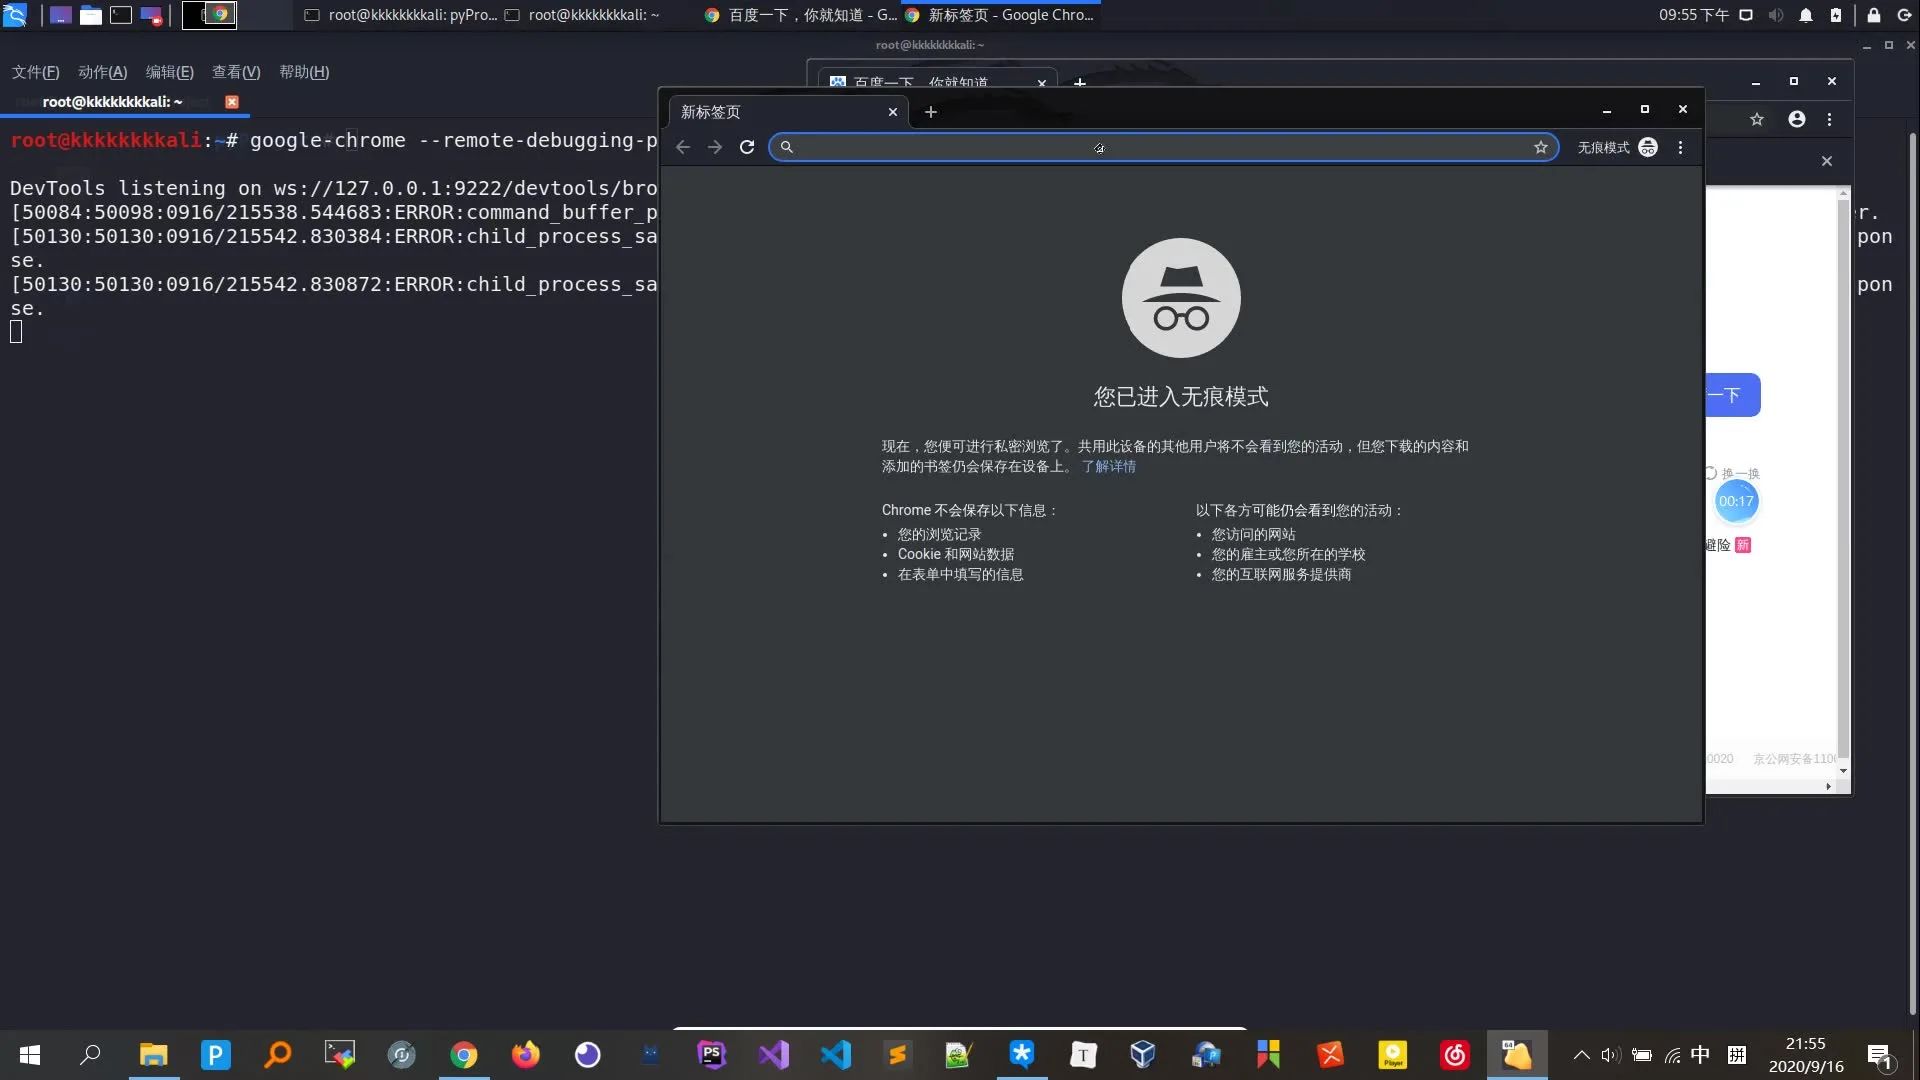 root@kkkkkkkkali: pyPro...
root@kkkkkkkkali: ~
百度一下，你就知道 - G...
新标签页 - Google Chro...
09:55 下午
root@kkkkkkkkali: ~
文件(F) 动作(A) 编辑(E) 查看(V) 帮助(H)
root@kkkkkkkkali: ~
百度一下，你就知道
新标签页
root@kkkkkkkkali:~# google-chrome --remote-debugging-p
无痕模式
DevTools listening on ws://127.0.0.1:9222/devtools/bro
[50084:50098:0916/215538.544683:ERROR:command_buffer_p
r.
[50130:50130:0916/215542.830384:ERROR:child_process_sa
pon
se.
[50130:50130:0916/215542.830872:ERROR:child_process_sa
pon
se.
您已进入无痕模式
现在，您便可进行私密浏览了。共用此设备的其他用户将不会看到您的活动，但您下载的内容和
添加的书签仍会保存在设备上。 了解详情
Chrome 不会保存以下信息：
• 您的浏览记录
• Cookie 和网站数据
• 在表单中填写的信息
以下各方可能仍会看到您的活动：
• 您访问的网站
• 您的雇主或您所在的学校
• 您的互联网服务提供商
一下
换一换
00:17
避险 新
0020 京公网安备1100
P
PS
T
64
Player
中
拼
21:55
2020/9/16
1